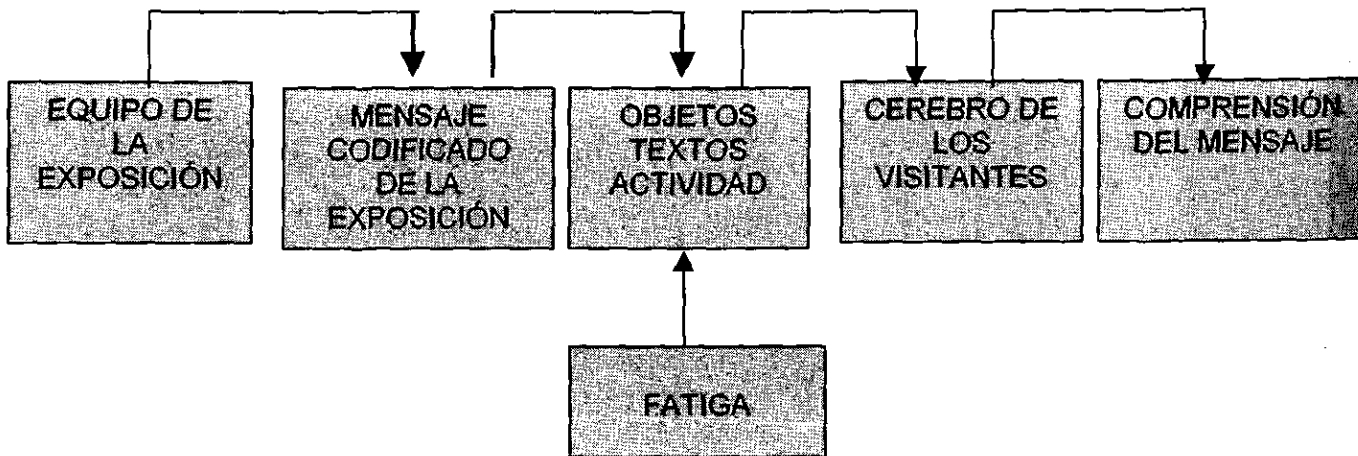 EQUIPO DE
LA
EXPOSICIÓN
MENSAJE
CODIFICADO
DE LA
EXPOSICIÓN
OBJETOS
TEXTOS
ACTIVIDAD
CEREBRO DE
LOS
VISITANTES
COMPRENSIÓN
DEL MENSAJE
FATIGA